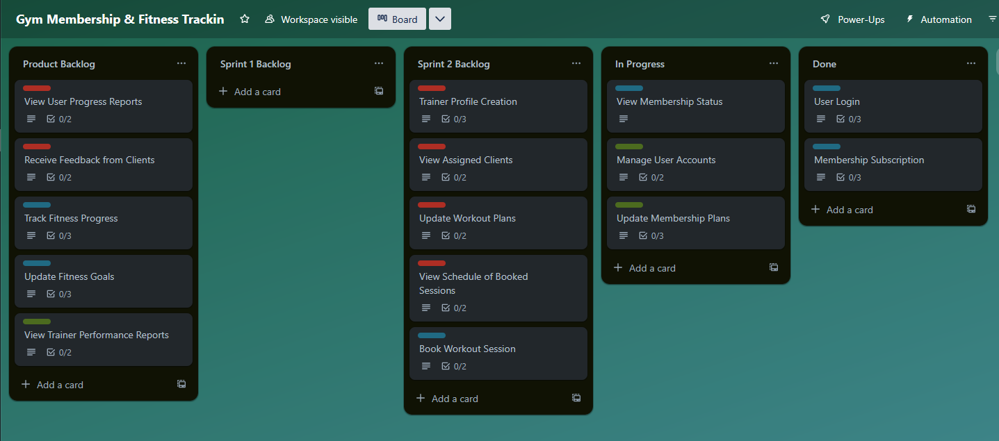 Gym Membership & Fitness Trackin
Workspace visible
Board
Power-Ups
Automation
Product Backlog
View User Progress Reports
0/2
Receive Feedback from Clients
0/2
Track Fitness Progress
0/3
Update Fitness Goals
0/3
View Trainer Performance Reports
0/2
Add a card
Sprint 1 Backlog
Add a card
Sprint 2 Backlog
Trainer Profile Creation
0/3
View Assigned Clients
0/2
Update Workout Plans
0/2
View Schedule of Booked
Sessions
0/2
Book Workout Session
0/2
Add a card
In Progress
View Membership Status
Manage User Accounts
0/2
Update Membership Plans
0/3
Add a card
Done
User Login
0/3
Membership Subscription
0/3
Add a card